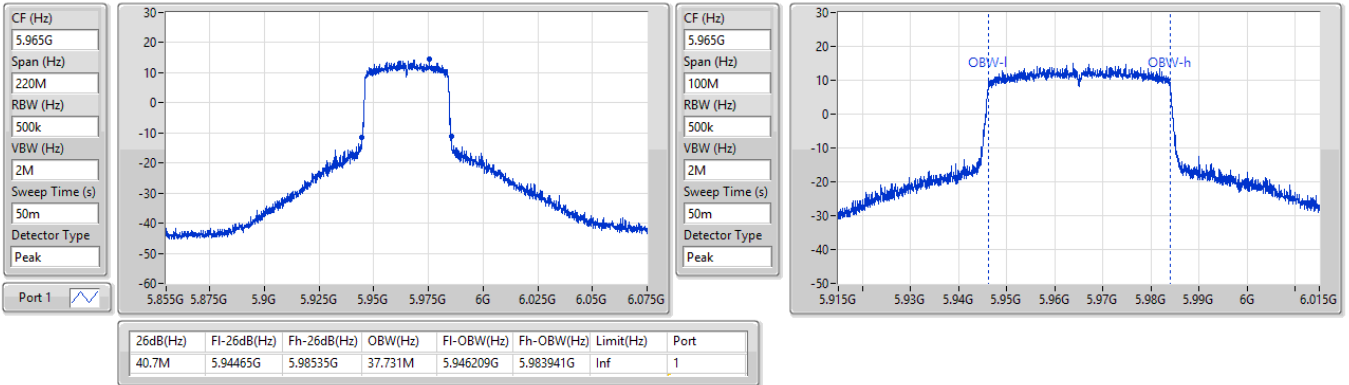 CF (Hz)
5.965G
Span (Hz)
220M
RBW (Hz)
500k
VBW (Hz)
2M
Sweep Time (s)
50m
Detector Type
Peak
Port 1
30
20
10
0
-10
-20
-30
-40
-50
-60
5.855G 5.875G 5.9G 5.925G 5.95G 5.975G 6G 6.025G 6.05G 6.075G
CF (Hz)
5.965G
Span (Hz)
100M
RBW (Hz)
500k
VBW (Hz)
2M
Sweep Time (s)
50m
Detector Type
Peak
30
20
10
0
-10
-20
-30
-40
-50
OBW-l OBW-h
5.915G 5.93G 5.94G 5.95G 5.96G 5.97G 5.98G 5.99G 6G 6.015G
26dB(Hz) Fl-26dB(Hz) Fh-26dB(Hz) OBW(Hz) Fl-OBW(Hz) Fh-OBW(Hz) Limit(Hz) Port
40.7M 5.94465G 5.98535G 37.731M 5.946209G 5.983941G Inf 1